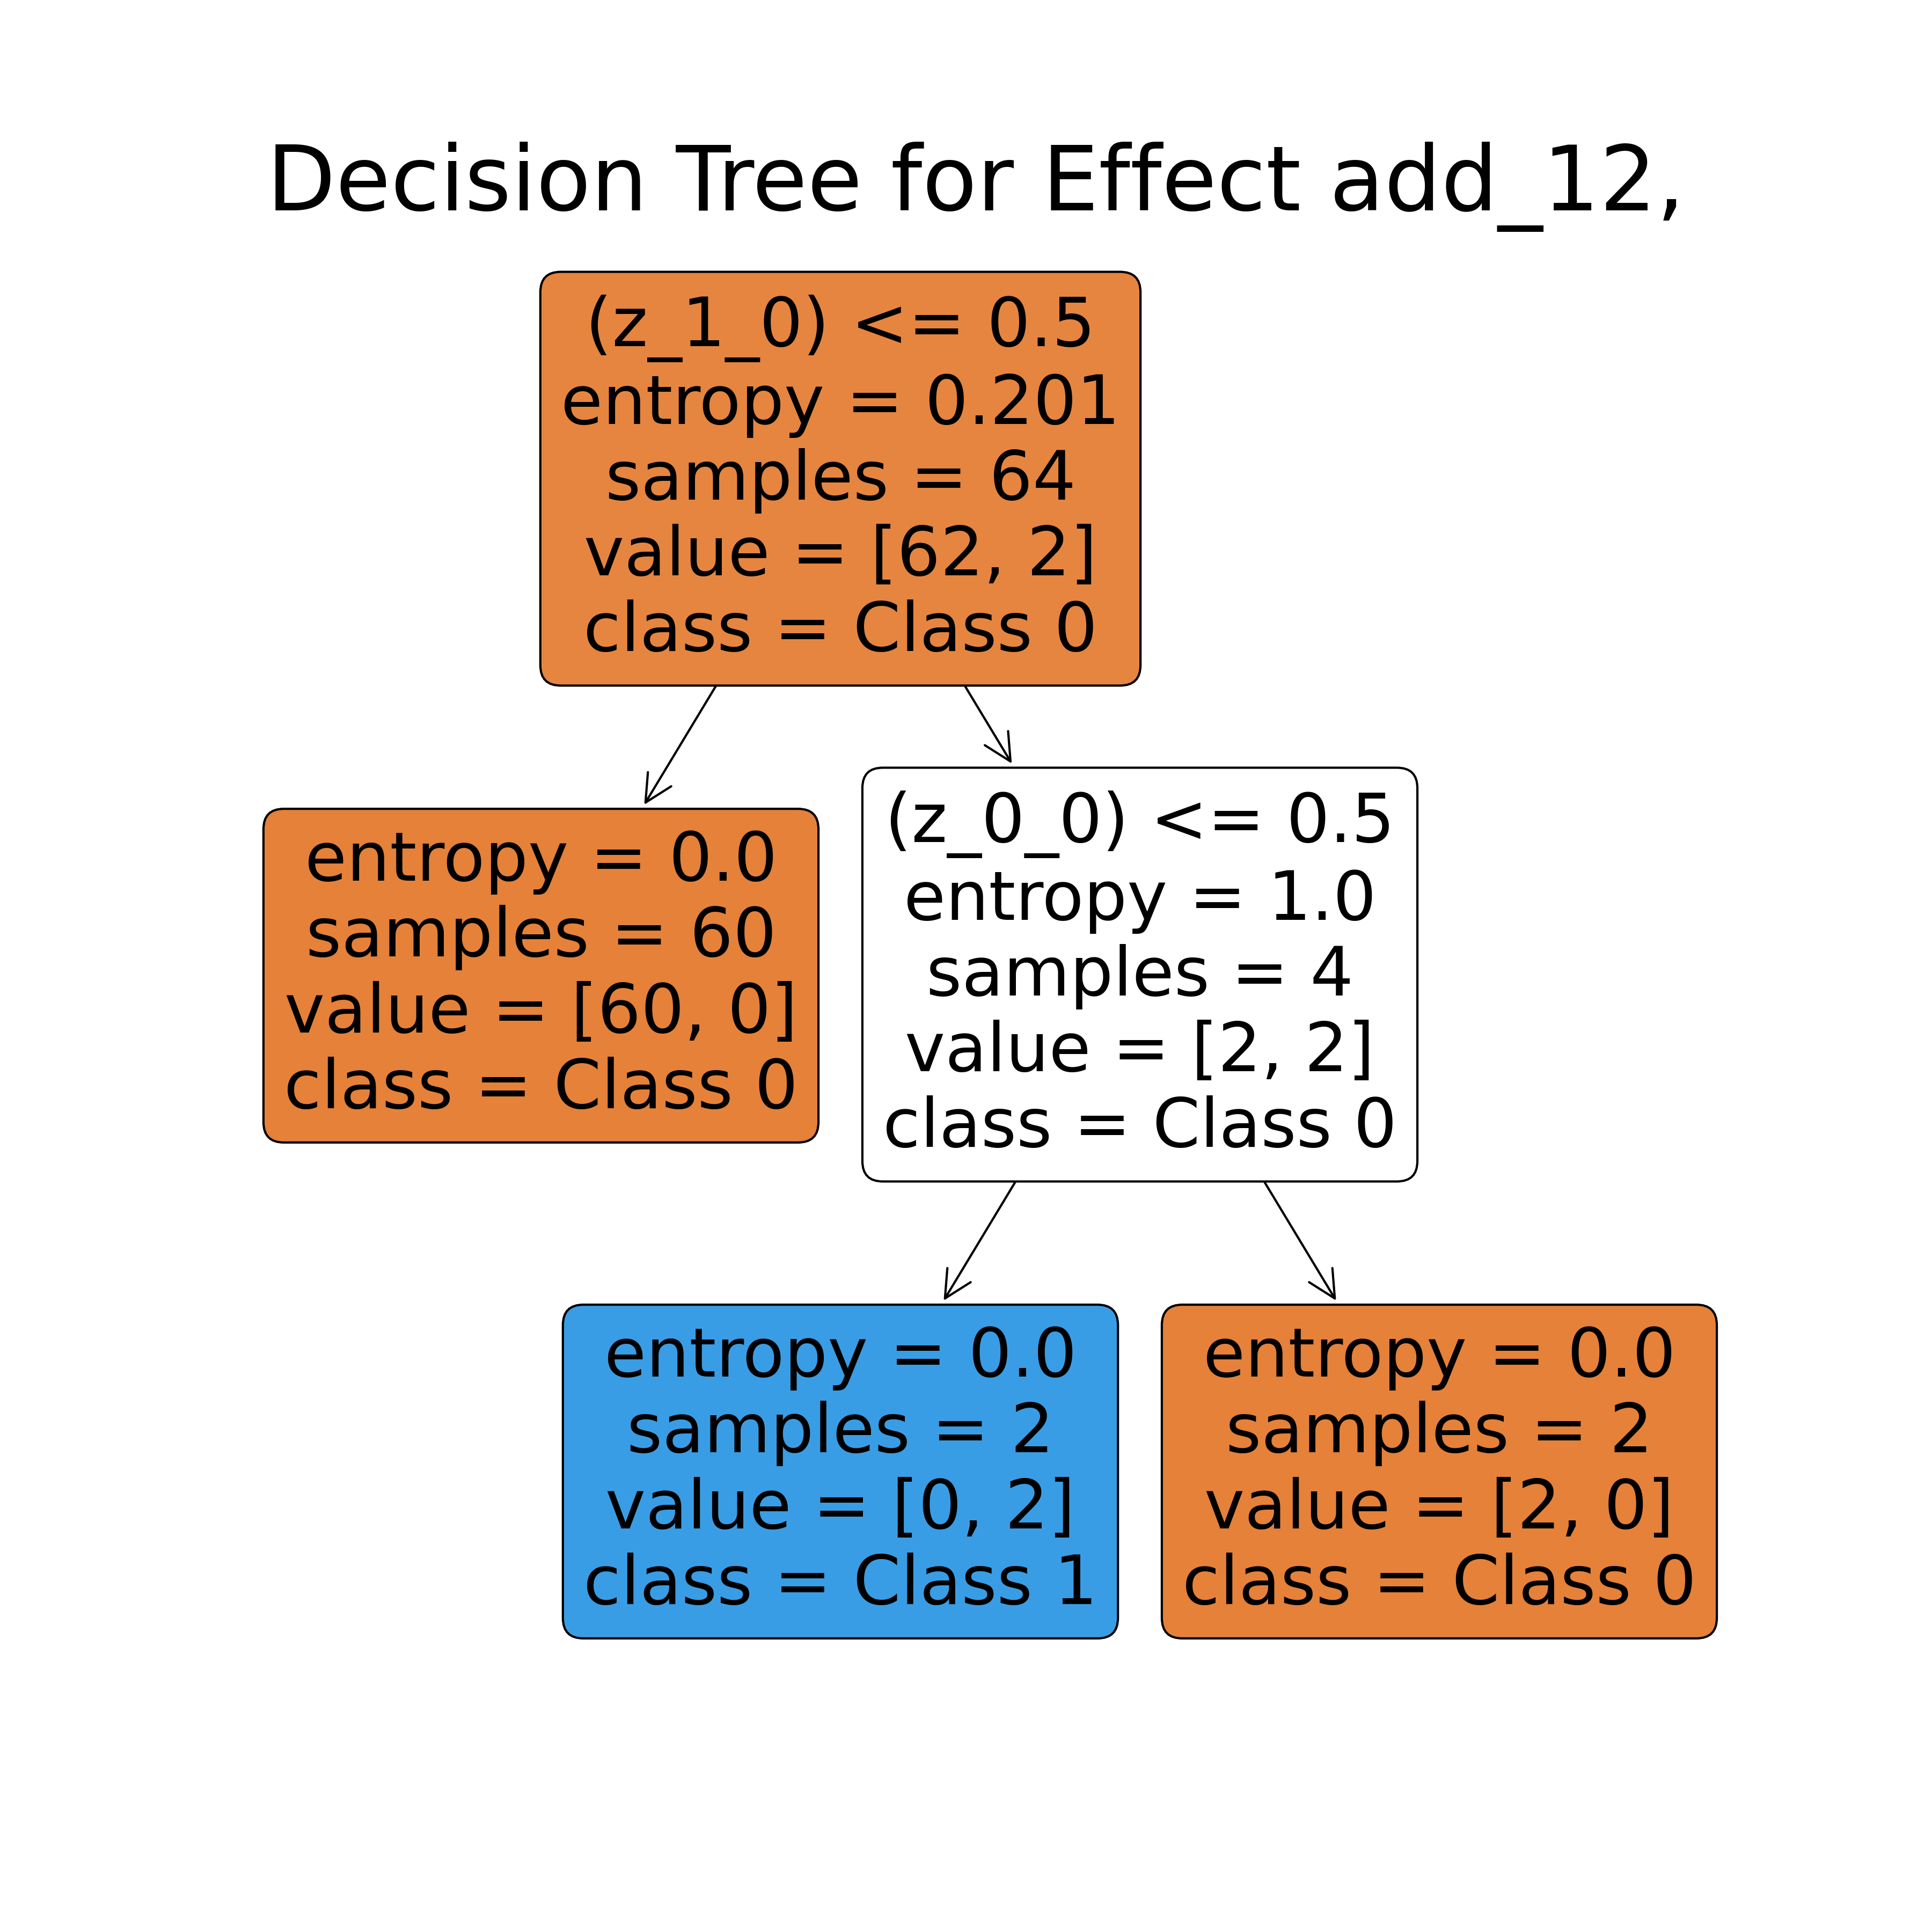 Decision Tree for Effect add_12,
(z_1_0) <= 0.5
entropy = 0.201
samples = 64
value = [62, 2]
class = Class 0
entropy = 0.0
samples = 60
value = [60, 0]
class = Class 0
(z_0_0) <= 0.5
entropy = 1.0
samples = 4
value = [2, 2]
class = Class 0
entropy = 0.0
samples = 2
value = [0, 2]
class = Class 1
entropy = 0.0
samples = 2
value = [2, 0]
class = Class 0